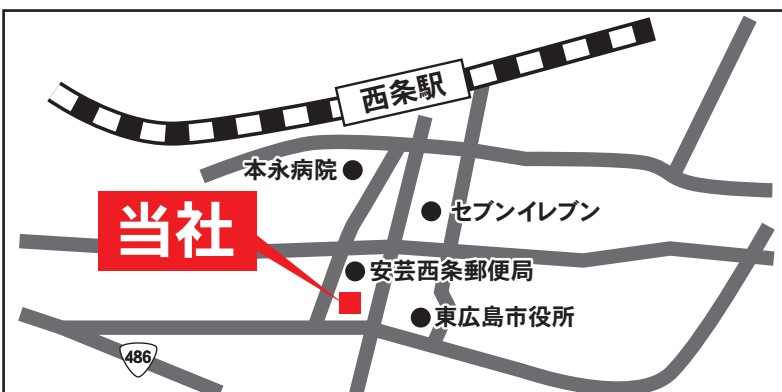 西条駅
本永病院
セブンイレブン
当社
安芸西条郵便局
東広島市役所
486